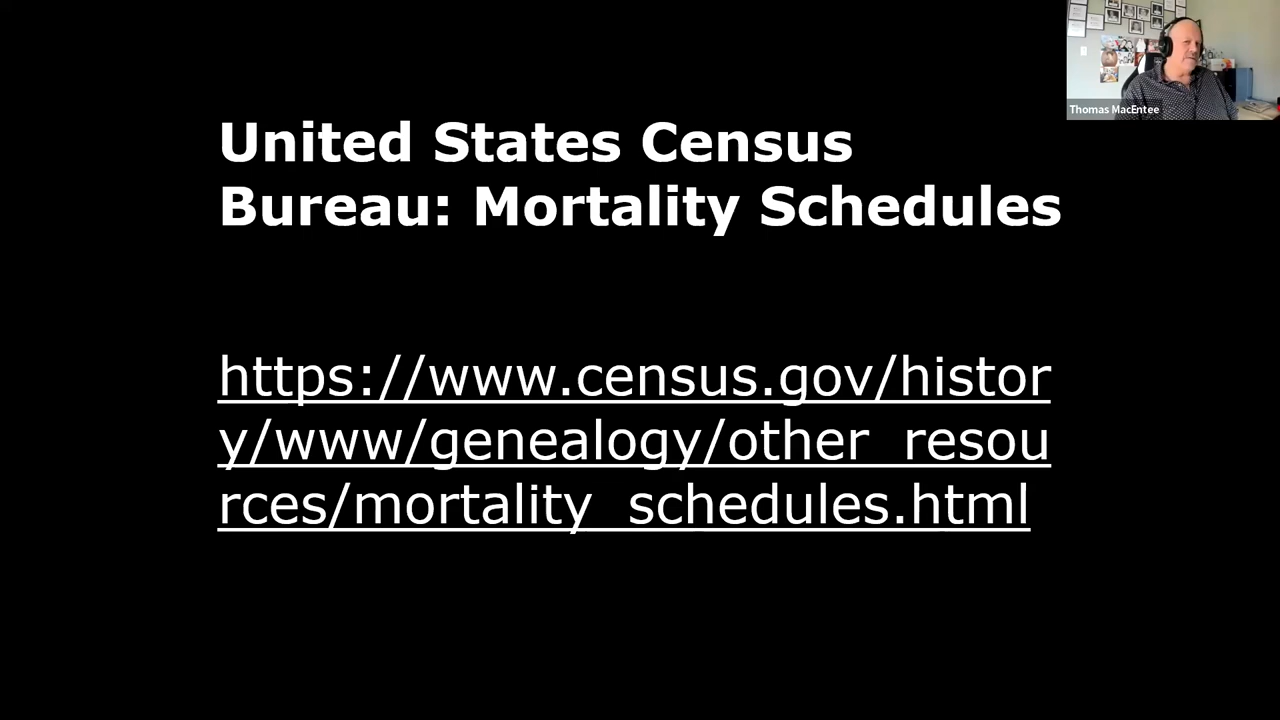 United States Census
Bureau: Mortality Schedules
https://www.census.gov/histor
y/www/genealogy/other_resou
rces/mortality_schedules.html
Thomas MacEntee